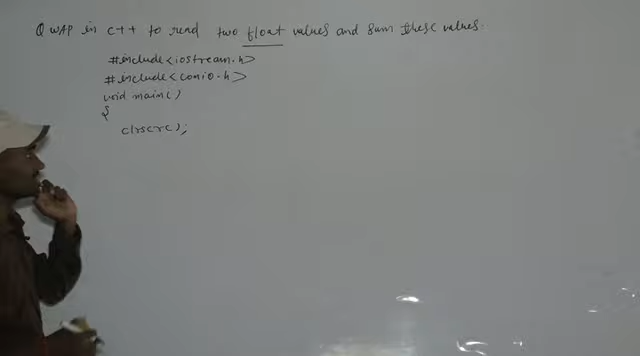 Q WAP in C++ to read two float values and sum these values.
#include<iostream.h>
#include<conio.h>
void main()
{
clrscr();